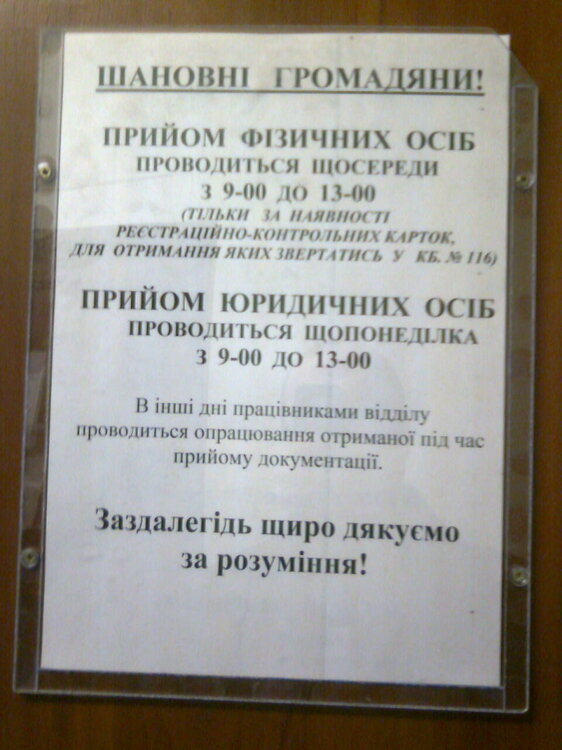 ШАНОВНІ ГРОМАДЯНИ!
ПРИЙОМ ФІЗИЧНИХ ОСІБ
ПРОВОДИТЬСЯ ЩОСЕРЕДИ
З 9-00 ДО 13-00
(ТІЛЬКИ ЗА НАЯВНОСТІ
РЕЄСТРАЦІЙНО-КОНТРОЛЬНИХ КАРТОК,
ДЛЯ ОТРИМАННЯ ЯКИХ ЗВЕРТАТИСЬ У КБ. № 116)
ПРИЙОМ ЮРИДИЧНИХ ОСІБ
ПРОВОДИТЬСЯ ЩОПОНЕДІЛКА
З 9-00 ДО 13-00
В інші дні працівниками відділу
проводиться опрацювання отриманої під час
прийому документації.
Заздалегідь щиро дякуємо
за розуміння!